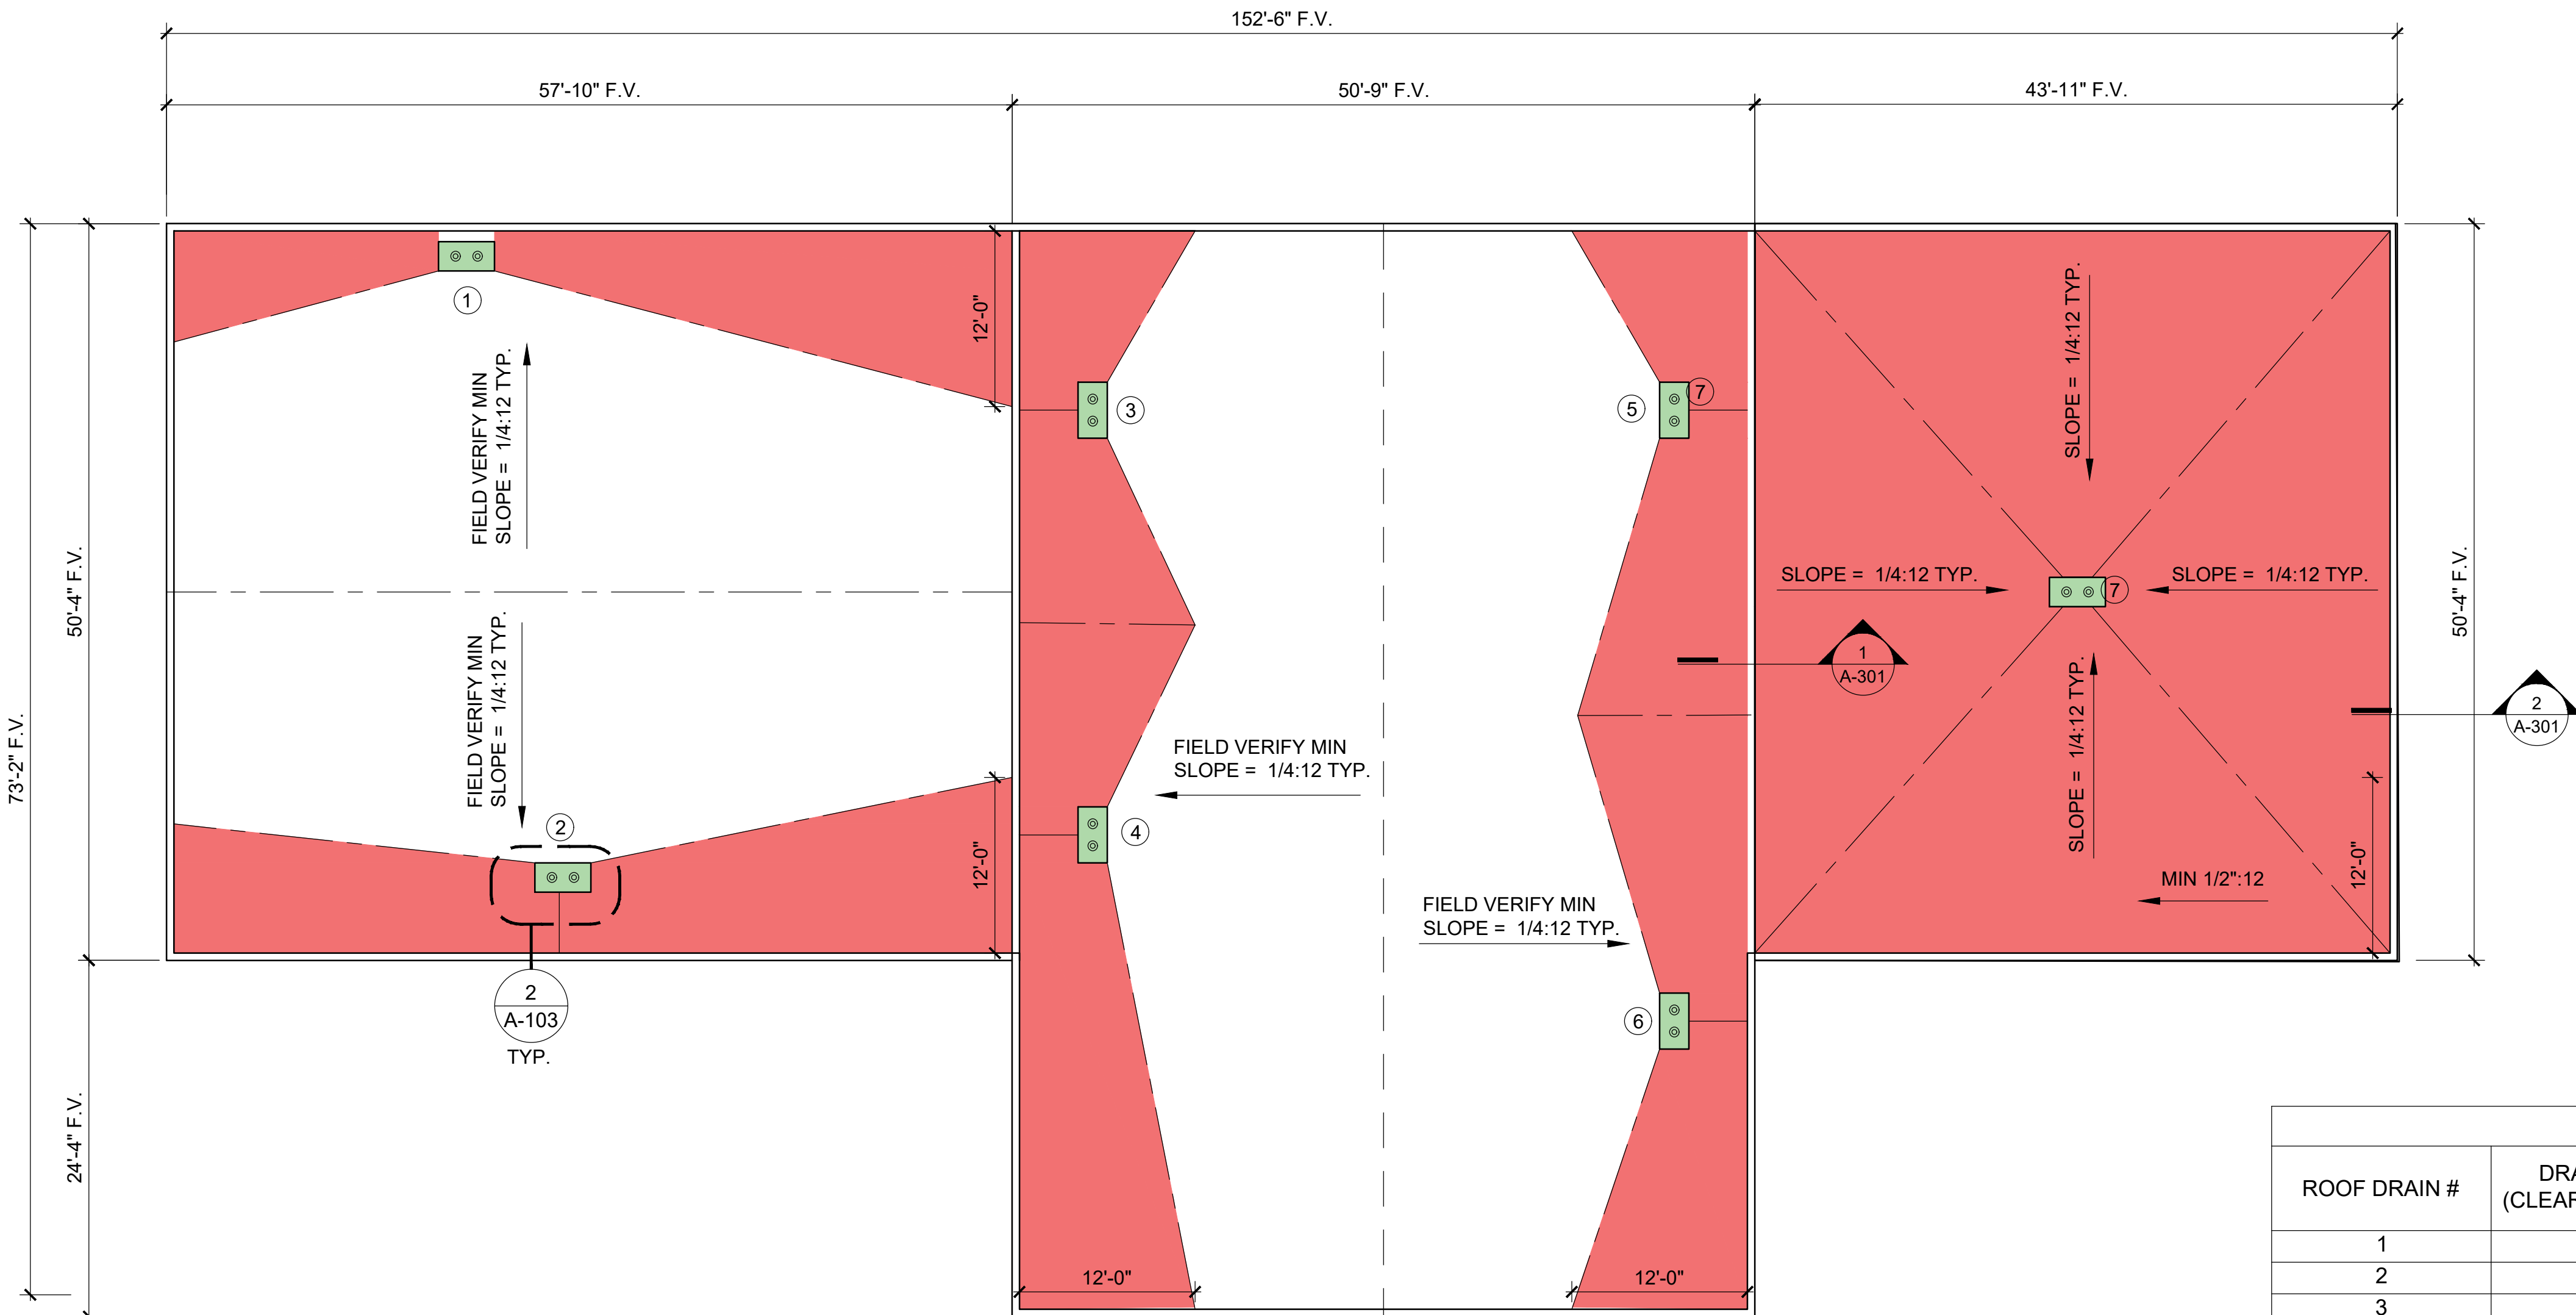 152'-6" F.V.
57'-10" F.V.
50'-9" F.V.
43'-11" F.V.
73'-2" F.V.
50'-4" F.V.
24'-4" F.V.
50'-4" F.V.
1
12'-0"
FIELD VERIFY MIN
SLOPE = 1/4:12 TYP.
FIELD VERIFY MIN
SLOPE = 1/4:12 TYP.
2
12'-0"
2
A-103
TYP.
3
4
FIELD VERIFY MIN
SLOPE = 1/4:12 TYP.
5
7
FIELD VERIFY MIN
SLOPE = 1/4:12 TYP.
6
12'-0"
12'-0"
SLOPE = 1/4:12 TYP.
SLOPE = 1/4:12 TYP.
7
SLOPE = 1/4:12 TYP.
SLOPE = 1/4:12 TYP.
1
A-301
2
A-301
MIN 1/2":12
12'-0"
ROOF DRAIN #
DRA
(CLEAR
1
2
3